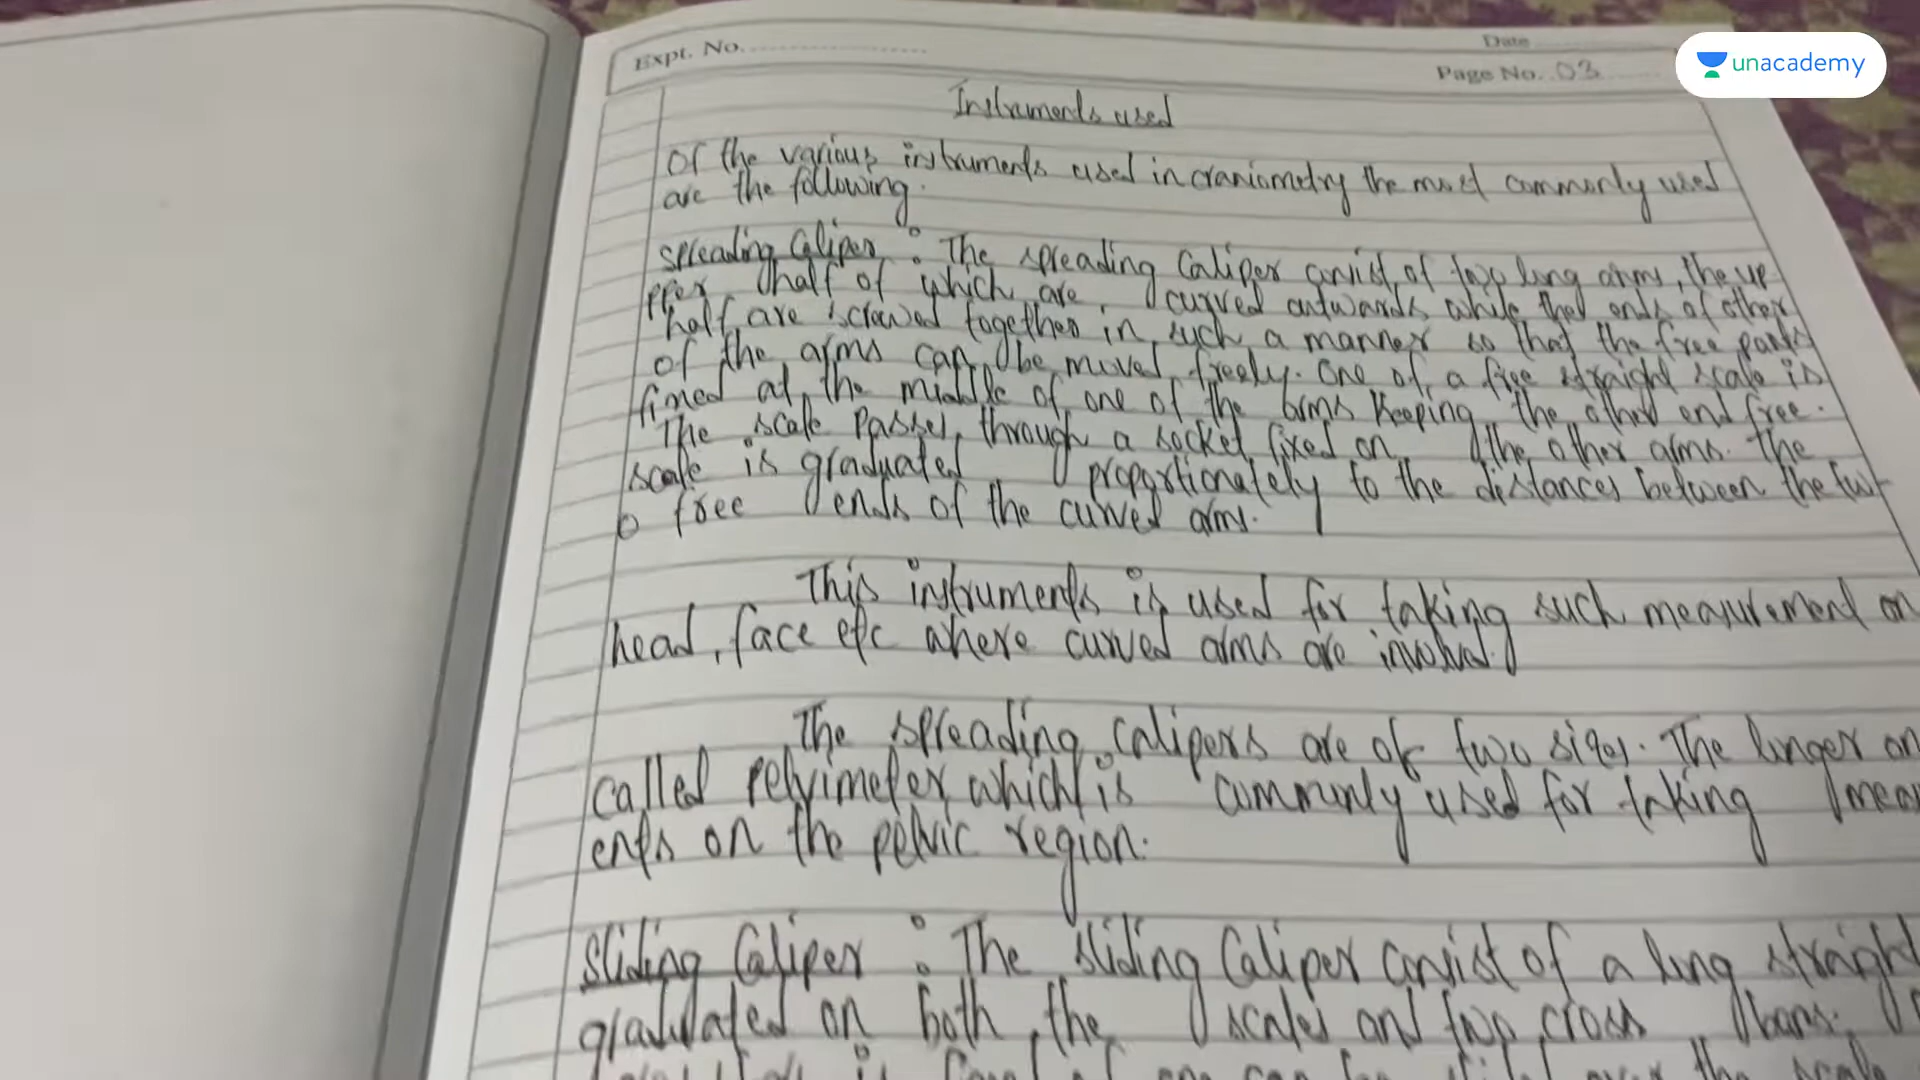 Expt. No.
Date
Page No. 03
unacademy
Instruments used
Of the various instruments used in craniometry the most commonly used
are the following.
Spreading Caliper : The spreading Caliper consist of two long arms, the up
pper half of which are curved outwards while the ends of other
half are screwed together in such a manner so that the free parts
of the arms can be moved freely. One of a free straight scale is
fined at the middle of one of the arms keeping the other end free.
The scale passes through a socket fixed on the other arms. The
scale is graduated proportionately to the distances between the tw
o free ends of the curved arms.
This instruments is used for taking such measurement on
head, face etc where curved arms are involved.
The spreading calipers are of two sizes. The longer on
called pelvimeter which is commonly used for taking mea
ents on the pelvic region.
Sliding Caliper : The sliding Caliper consist of a long straight
graduated on both the scales and two cross bars.
the scale